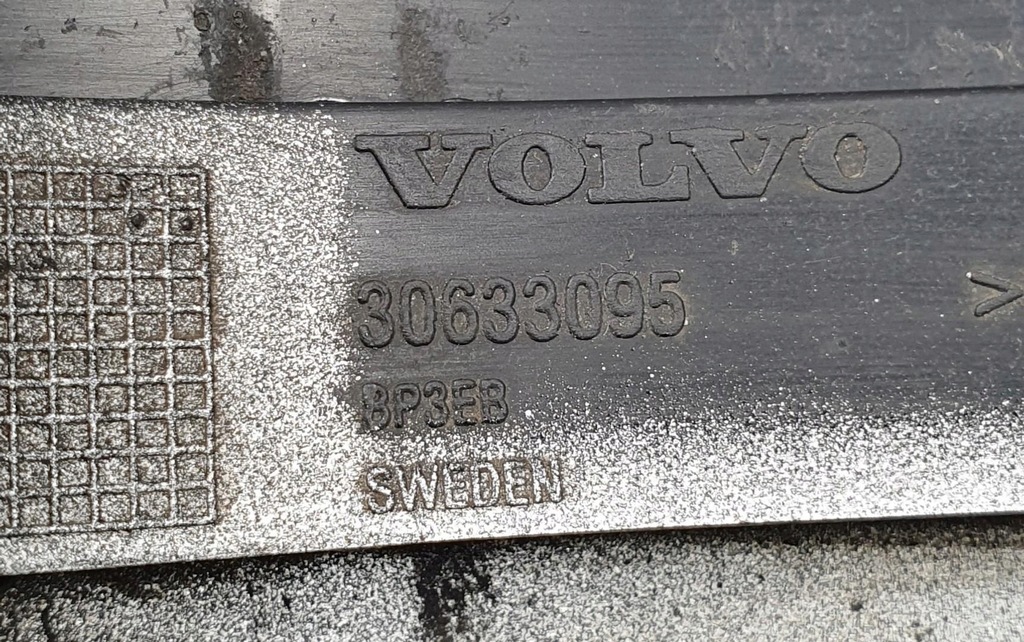 VOLVO
30633095 >
BP3EB
SWEDEN